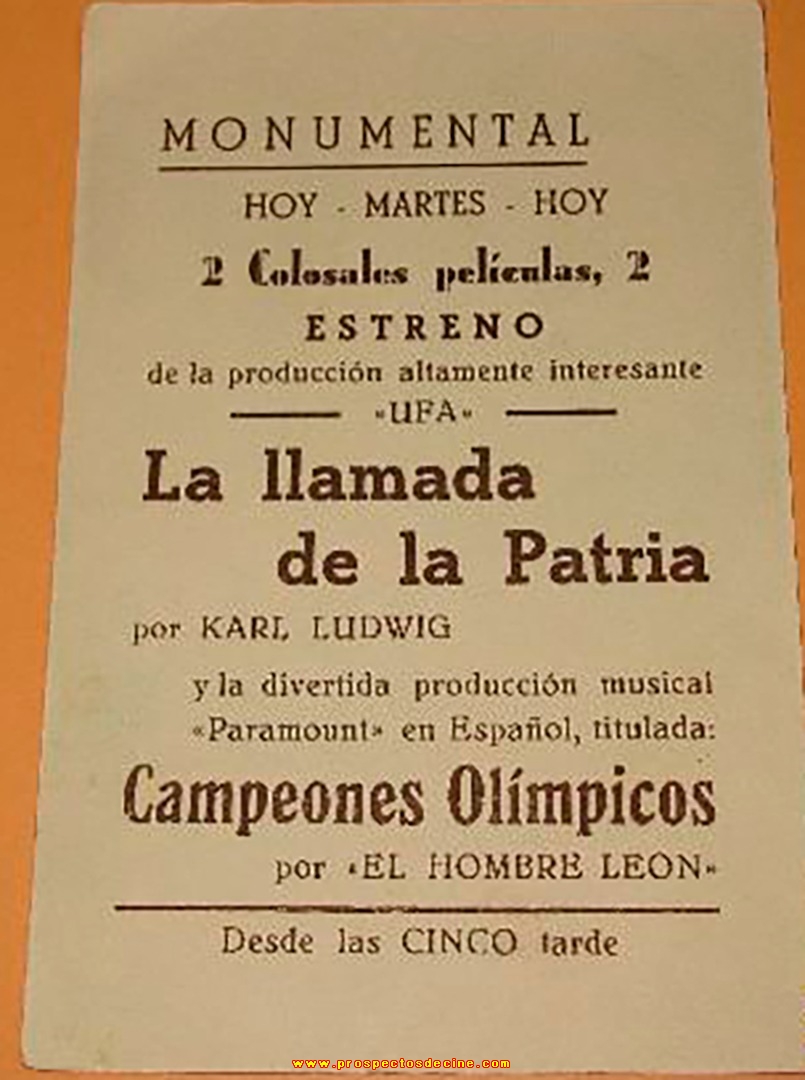 MONUMENTAL
HOY - MARTES - HOY
2 Colosales películas, 2
ESTRENO
de la producción altamente interesante
«UFA»
La llamada
de la Patria
por KARL LUDWIG
y la divertida producción musical
«Paramount» en Español, titulada:
Campeones Olímpicos
por «EL HOMBRE LEON»
Desde las CINCO tarde
www.prospectosdecine.com